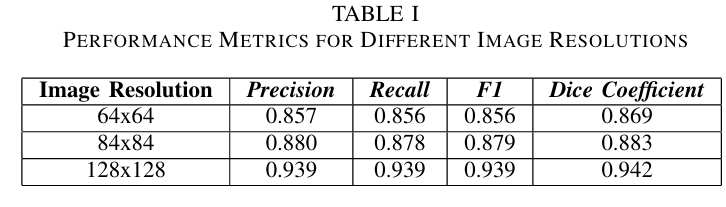 TABLE I
PERFORMANCE METRICS FOR DIFFERENT IMAGE RESOLUTIONS
Image Resolution Precision Recall F1 Dice Coefficient
64x64 0.857 0.856 0.856 0.869
84x84 0.880 0.878 0.879 0.883
128x128 0.939 0.939 0.939 0.942